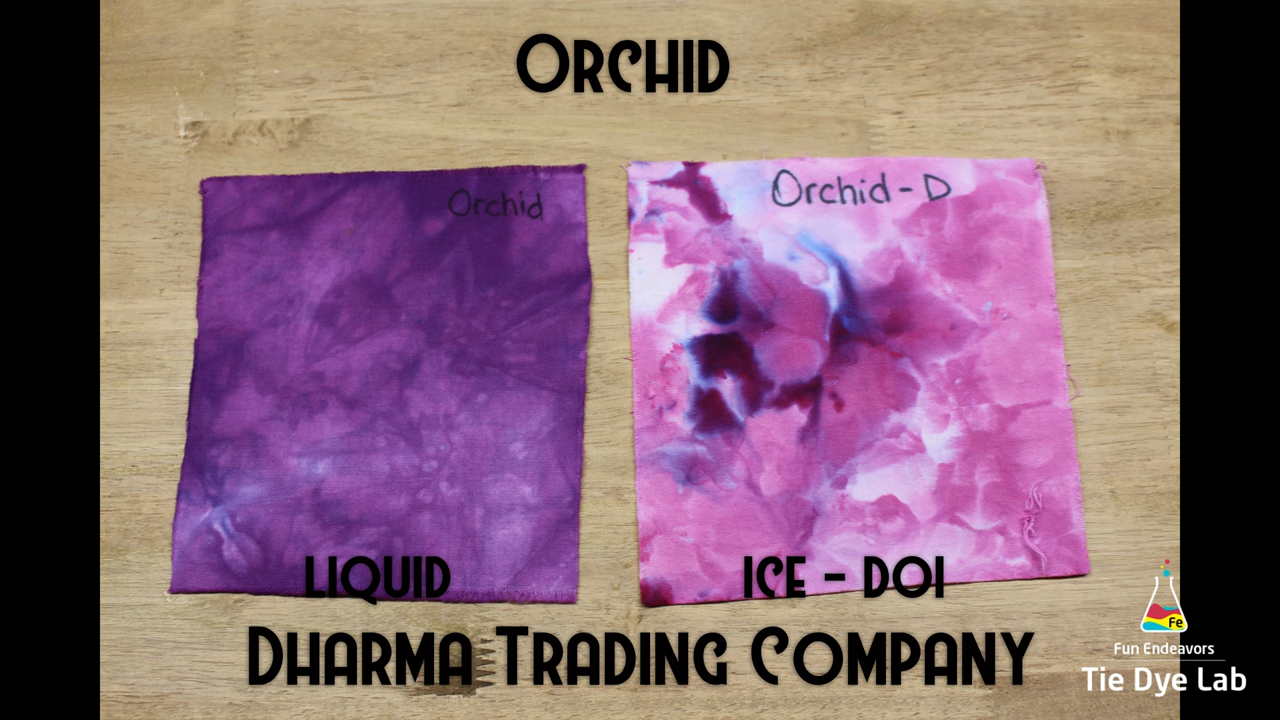 Orchid
Orchid
Orchid - D
LIQUID
ICE - DOI
Dharma Trading Company
Fe
Fun Endeavors
Tie Dye Lab